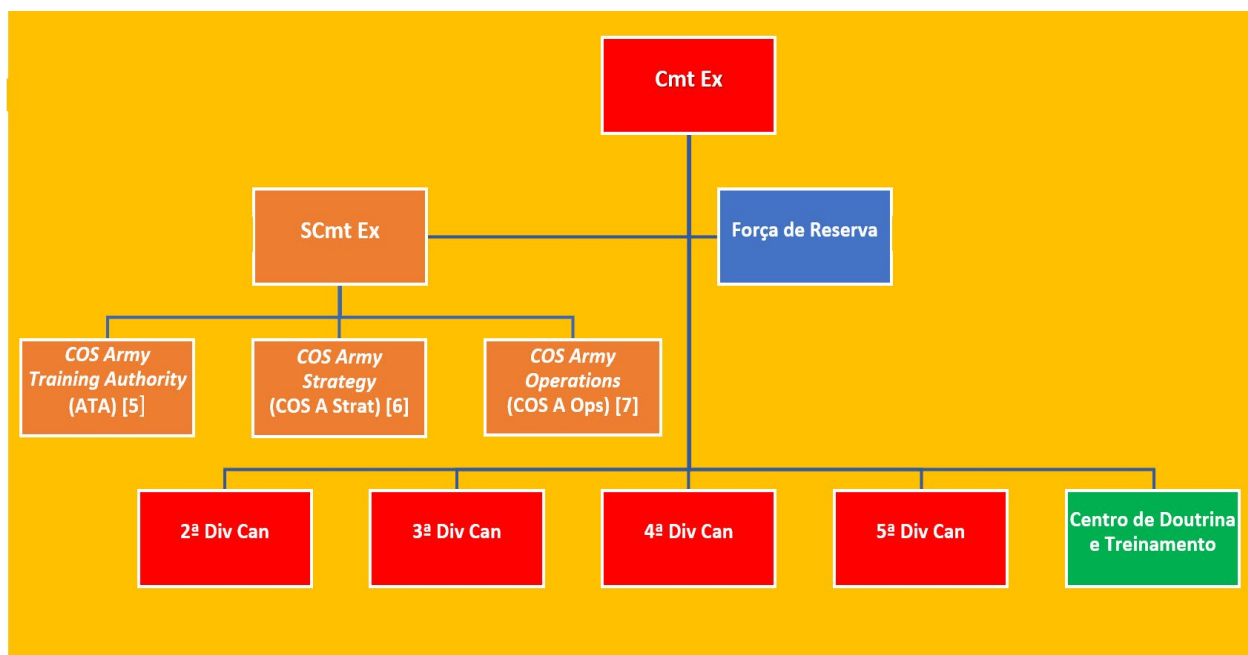 Cmt Ex
SCmt Ex
Força de Reserva
COS Army
Training Authority
(ATA) [5]
COS Army
Strategy
(COS A Strat) [6]
COS Army
Operations
(COS A Ops) [7]
2ª Div Can
3ª Div Can
4ª Div Can
5ª Div Can
Centro de Doutrina
e Treinamento